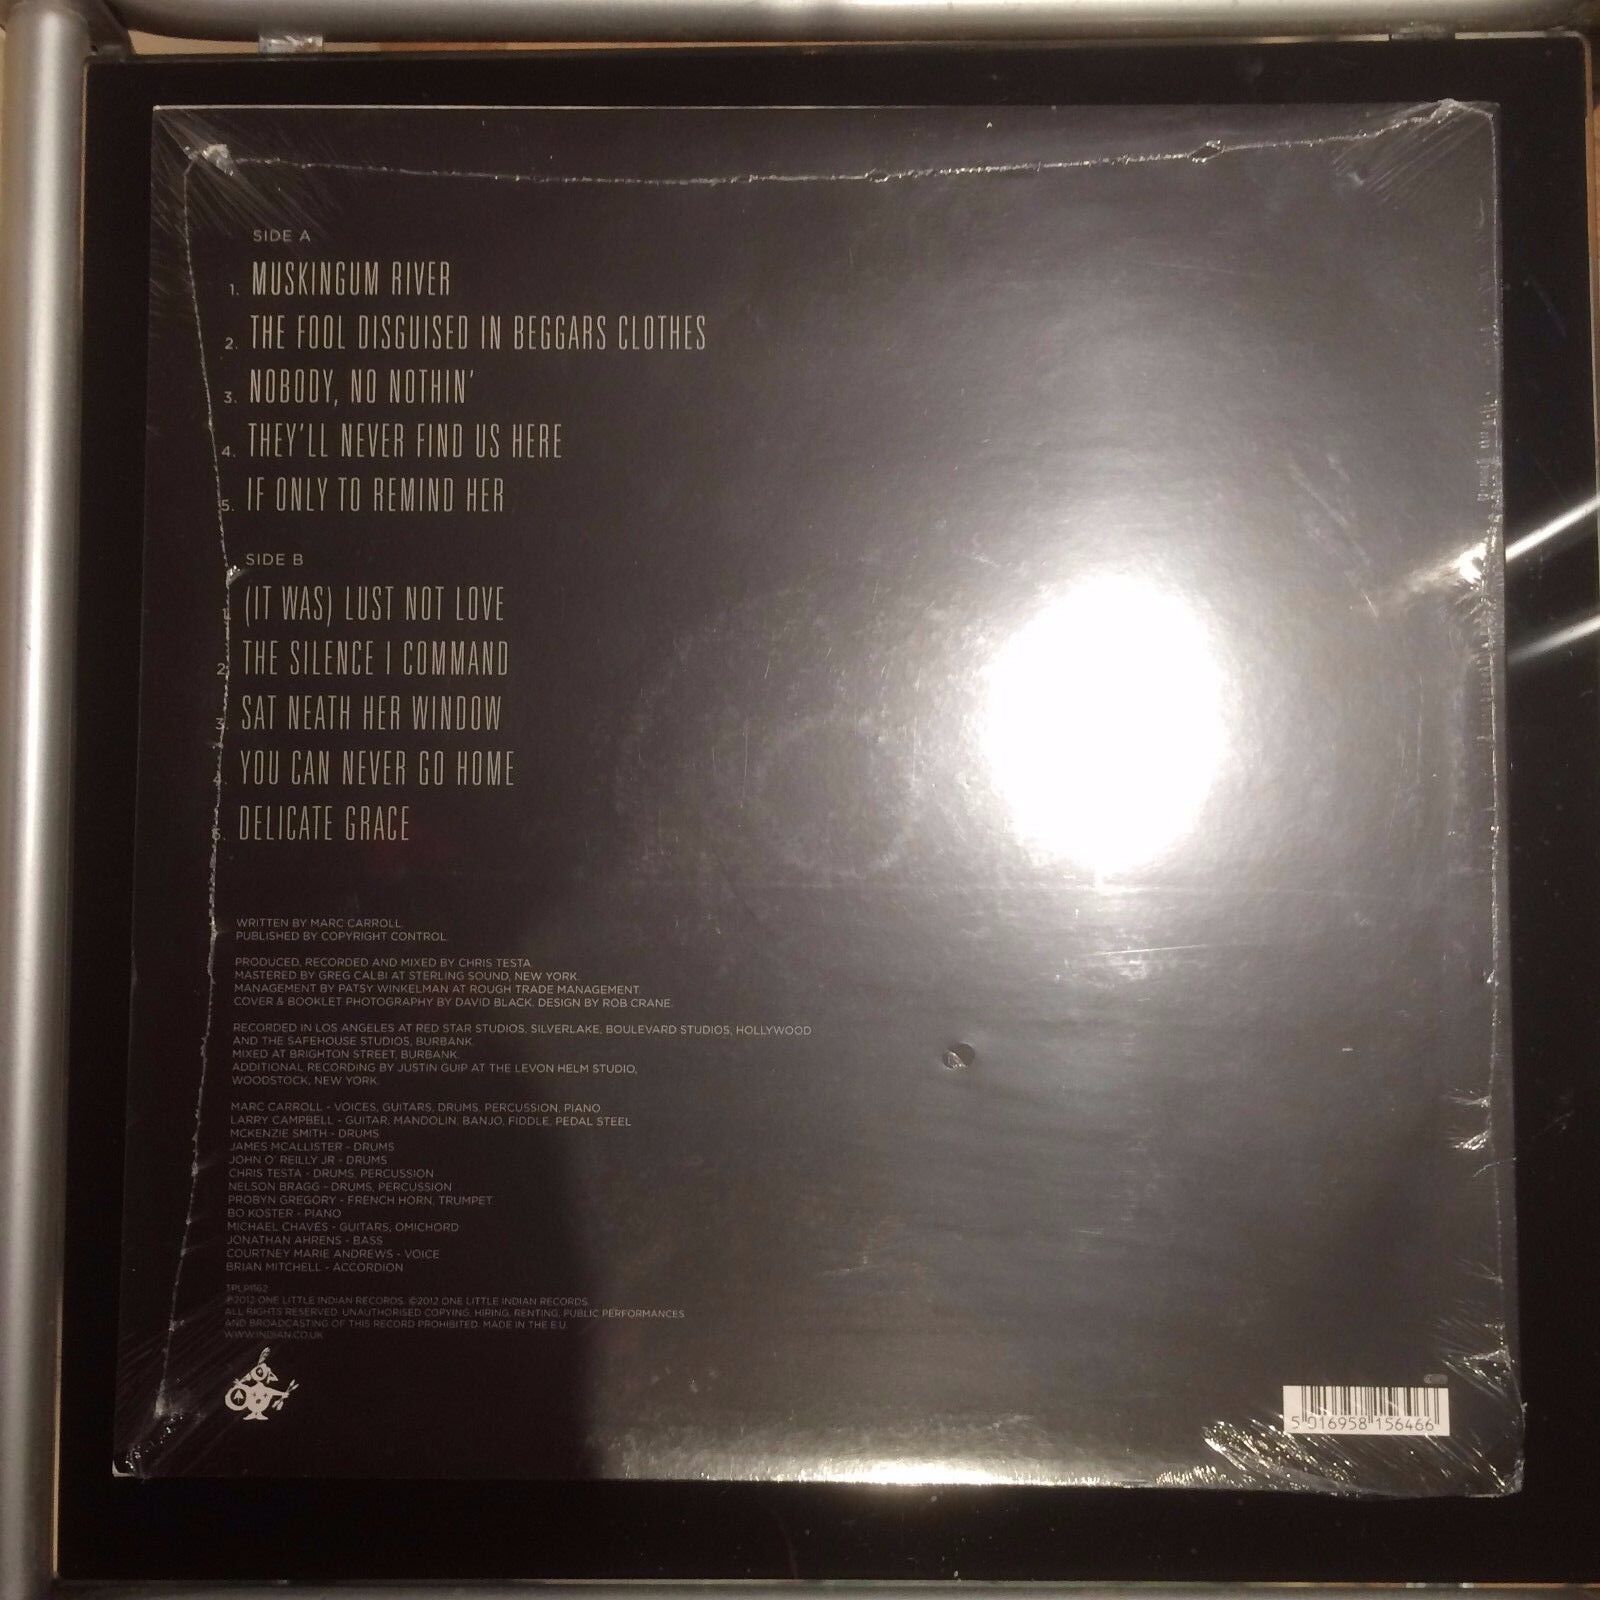 SIDE A
1. MUSKINGUM RIVER
2. THE FOOL DISGUISED IN BEGGARS CLOTHES
3. NOBODY, NO NOTHIN'
4. THEY'LL NEVER FIND US HERE
5. IF ONLY TO REMIND HER
SIDE B
1. (IT WAS) LUST NOT LOVE
2. THE SILENCE I COMMAND
3. SAT NEATH HER WINDOW
4. YOU CAN NEVER GO HOME
5. DELICATE GRACE
WRITTEN BY MARC CARROLL.
PUBLISHED BY COPYRIGHT CONTROL.
PRODUCED, RECORDED AND MIXED BY CHRIS TESTA.
MASTERED BY GREG CALBI AT STERLING SOUND, NEW YORK.
MANAGEMENT BY PATSY WINKELMAN AT ROUGH TRADE MANAGEMENT.
COVER & BOOKLET PHOTOGRAPHY BY DAVID BLACK. DESIGN BY ROB CRANE.
RECORDED IN LOS ANGELES AT RED STAR STUDIOS, SILVERLAKE, BOULEVARD STUDIOS, HOLLYWOOD
AND THE SAFEHOUSE STUDIOS, BURBANK.
MIXED AT BRIGHTON STREET, BURBANK.
ADDITIONAL RECORDING BY JUSTIN GUIP AT THE LEVON HELM STUDIO,
WOODSTOCK, NEW YORK.
MARC CARROLL - VOICES, GUITARS, DRUMS, PERCUSSION, PIANO
LARRY CAMPBELL - GUITAR, MANDOLIN, BANJO, FIDDLE, PEDAL STEEL
MCKENZIE SMITH - DRUMS
JAMES MCALLISTER - DRUMS
JOHN O' REILLY JR - DRUMS
CHRIS TESTA - DRUMS, PERCUSSION
NELSON BRAGG - DRUMS, PERCUSSION
PROBYN GREGORY - FRENCH HORN, TRUMPET
BO KOSTER - PIANO
MICHAEL CHAVES - GUITARS, OMICHORD
JONATHAN AHRENS - BASS
COURTNEY MARIE ANDREWS - VOICE
BRIAN MITCHELL - ACCORDION
TPLP1162
℗2012 ONE LITTLE INDIAN RECORDS. ©2012 ONE LITTLE INDIAN RECORDS.
ALL RIGHTS RESERVED. UNAUTHORISED COPYING, HIRING, RENTING, PUBLIC PERFORMANCES
AND BROADCASTING OF THIS RECORD PROHIBITED. MADE IN THE E.U.
WWW.INDIAN.CO.UK
5 016958 156466